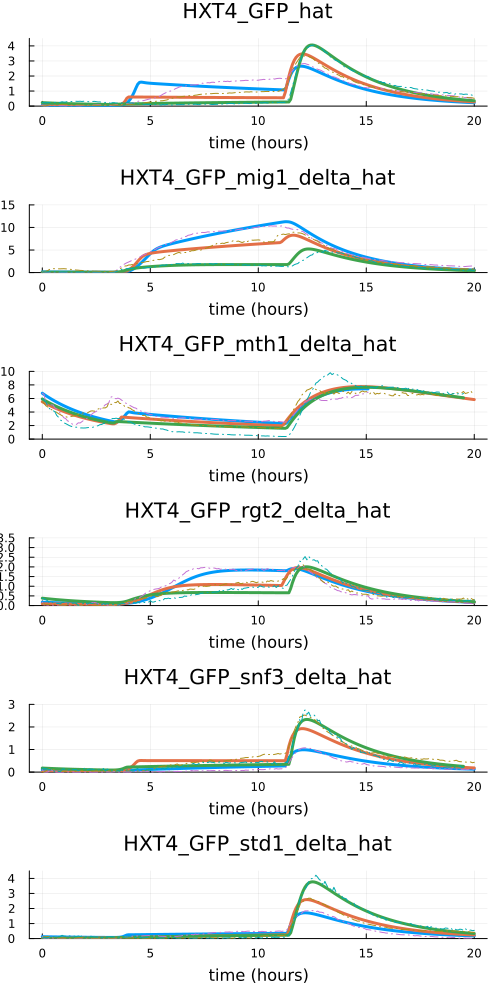 HXT4_GFP_hat
4
3
2
1
0
0 5 10 15 20
time (hours)
HXT4_GFP_mig1_delta_hat
15
10
5
0
0 5 10 15 20
time (hours)
HXT4_GFP_mth1_delta_hat
10
8
6
4
2
0
0 5 10 15 20
time (hours)
HXT4_GFP_rgt2_delta_hat
3.5
3.0
2.5
2.0
1.5
1.0
0.5
0.0
0 5 10 15 20
time (hours)
HXT4_GFP_snf3_delta_hat
3
2
1
0
0 5 10 15 20
time (hours)
HXT4_GFP_std1_delta_hat
4
3
2
1
0
0 5 10 15 20
time (hours)